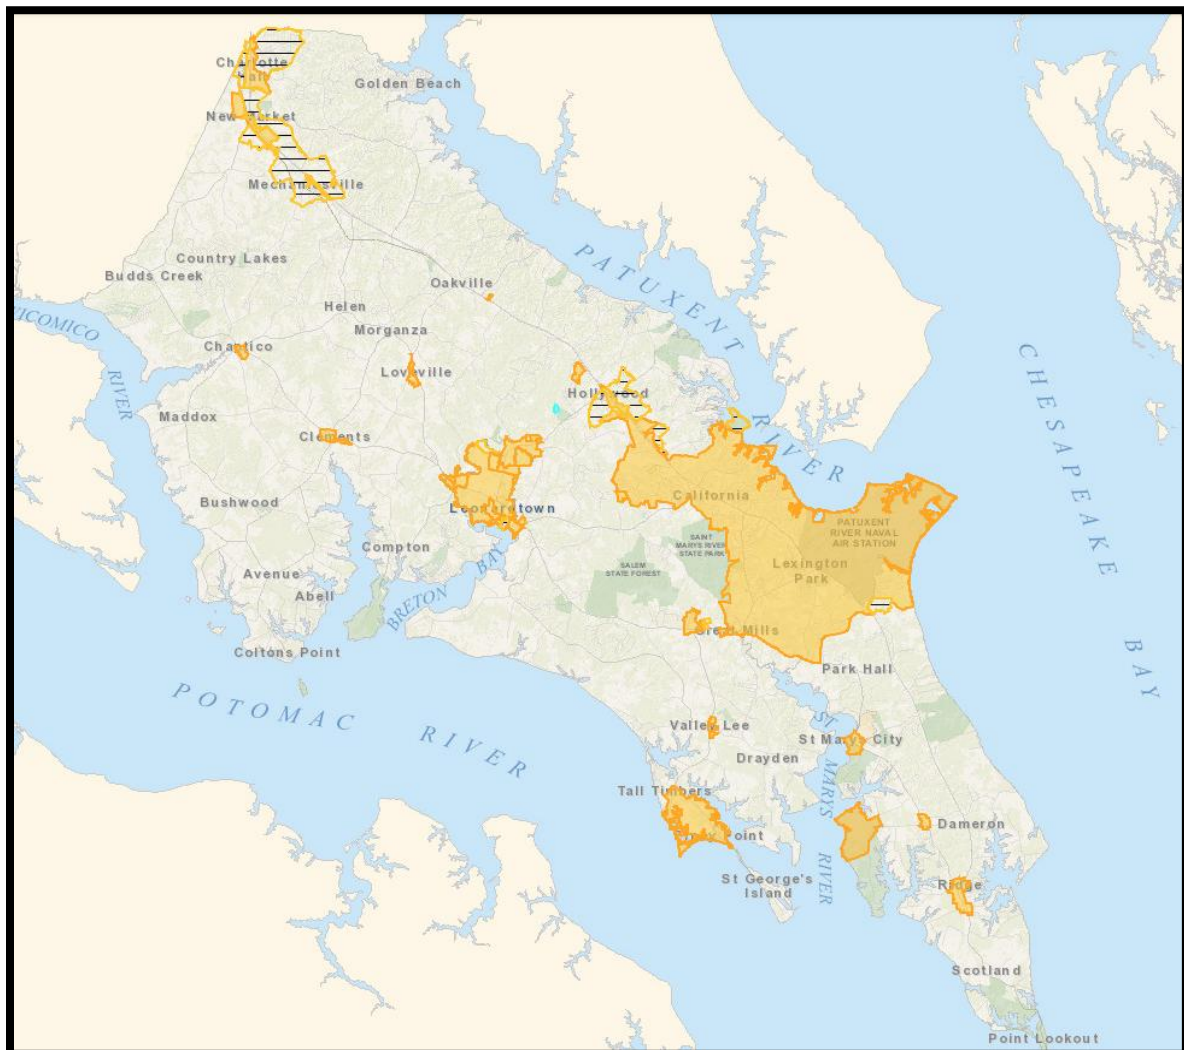 Charlotte
Hall
Golden Beach
New Market
Mechanicsville
PATUXENT
RIVER
Country Lakes
Budds Creek
Oakville
Helen
WICOMICO
RIVER
Morganza
Chaptico
Loveville
Hollywood
CHESAPEAKE
BAY
Maddox
Clements
California
Bushwood
Leonardtown
PATUXENT
RIVER NAVAL
AIR STATION
SAINT
MARYS RIVER
STATE PARK
Compton
BRETON BAY
SALEM
STATE FOREST
Lexington
Park
Avenue
Abell
Great Mills
Coltons Point
Park Hall
POTOMAC RIVER
Valley Lee
ST
MARYS
RIVER
St Marys City
Drayden
Tall Timbers
Piney Point
Dameron
St George's
Island
Ridge
Scotland
Point Lookout